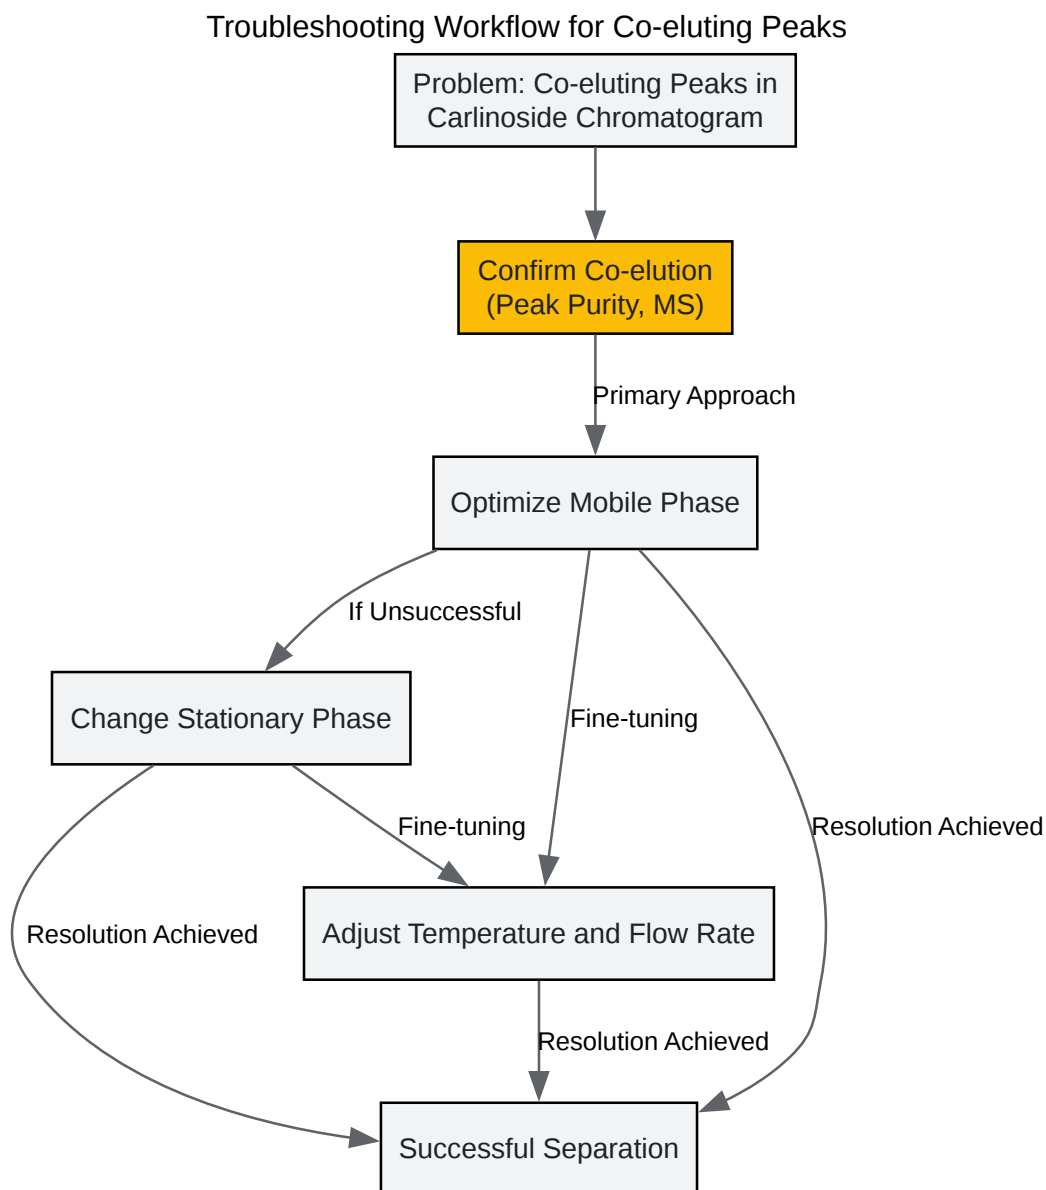 Troubleshooting Workflow for Co-eluting Peaks
Problem: Co-eluting Peaks in
Carlinoside Chromatogram
Confirm Co-elution
(Peak Purity, MS)
Primary Approach
Optimize Mobile Phase
If Unsuccessful
Change Stationary Phase
Fine-tuning
Fine-tuning
Resolution Achieved
Adjust Temperature and Flow Rate
Resolution Achieved
Resolution Achieved
Successful Separation